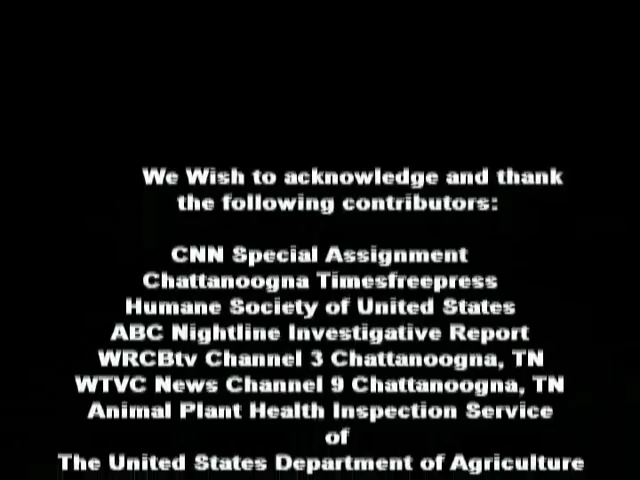 We Wish to acknowledge and thank
the following contributors:
CNN Special Assignment
Chattanoogna Timesfreepress
Humane Society of United States
ABC Nightline Investigative Report
WRCBtv Channel 3 Chattanoogna, TN
WTVC News Channel 9 Chattanoogna, TN
Animal Plant Health Inspection Service
of
The United States Department of Agriculture